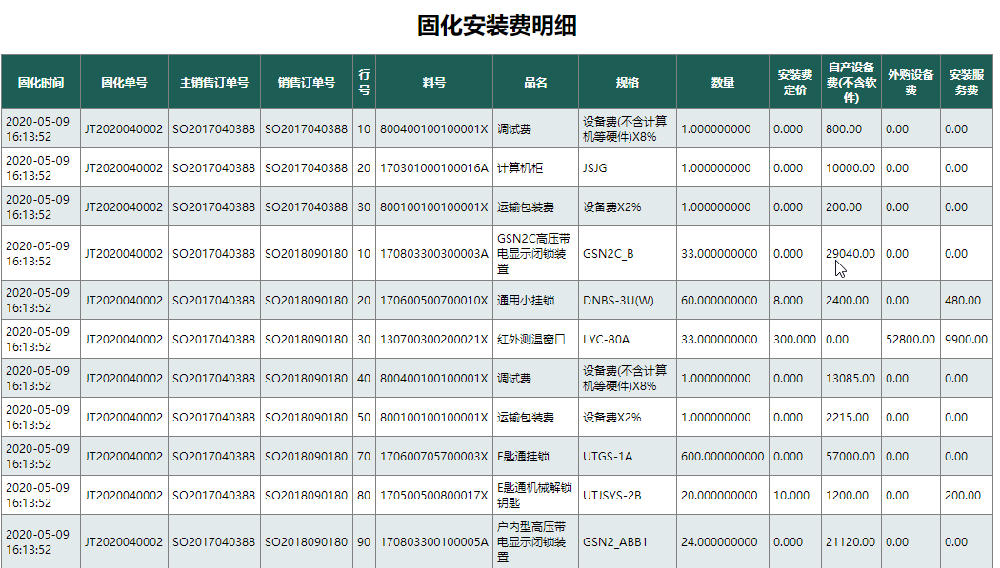 固化安装费明细
固化时间 固化单号 主销售订单号 销售订单号 行号 料号 品名 规格 数量 安装费定价 自产设备费(不含软件) 外购设备费 安装服务费
2020-05-09 16:13:52 JT2020040002 SO2017040388 SO2017040388 10 800400100100001X 调试费 设备费(不含计算机等硬件)X8% 1.000000000 0.000 800.00 0.00 0.00
2020-05-09 16:13:52 JT2020040002 SO2017040388 SO2017040388 20 170301000100016A 计算机柜 JSJG 1.000000000 0.000 10000.00 0.00 0.00
2020-05-09 16:13:52 JT2020040002 SO2017040388 SO2017040388 30 800100100100001X 运输包装费 设备费X2% 1.000000000 0.000 200.00 0.00 0.00
2020-05-09 16:13:52 JT2020040002 SO2017040388 SO2018090180 10 170803300300003A GSN2C高压带电显示闭锁装置 GSN2C_B 33.000000000 0.000 29040.00 0.00 0.00
2020-05-09 16:13:52 JT2020040002 SO2017040388 SO2018090180 20 170600500700010X 通用小挂锁 DNBS-3U(W) 60.000000000 8.000 2400.00 0.00 480.00
2020-05-09 16:13:52 JT2020040002 SO2017040388 SO2018090180 30 130700300200021X 红外测温窗口 LYC-80A 33.000000000 300.000 0.00 52800.00 9900.00
2020-05-09 16:13:52 JT2020040002 SO2017040388 SO2018090180 40 800400100100001X 调试费 设备费(不含计算机等硬件)X8% 1.000000000 0.000 13085.00 0.00 0.00
2020-05-09 16:13:52 JT2020040002 SO2017040388 SO2018090180 50 800100100100001X 运输包装费 设备费X2% 1.000000000 0.000 2215.00 0.00 0.00
2020-05-09 16:13:52 JT2020040002 SO2017040388 SO2018090180 70 170600705700003X E匙通挂锁 UTGS-1A 600.000000000 0.000 57000.00 0.00 0.00
2020-05-09 16:13:52 JT2020040002 SO2017040388 SO2018090180 80 170500500800017X E匙通机械解锁钥匙 UTJSYS-2B 20.000000000 10.000 1200.00 0.00 200.00
2020-05-09 16:13:52 JT2020040002 SO2017040388 SO2018090180 90 170803300100005A 户内型高压带电显示闭锁装置 GSN2_ABB1 24.000000000 0.000 21120.00 0.00 0.00